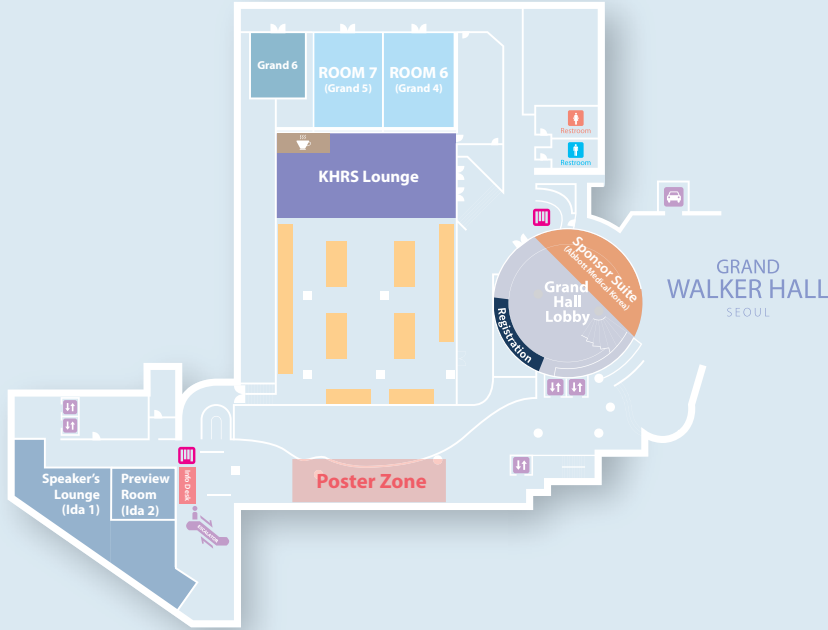 Grand 6
ROOM 7
(Grand 5)
ROOM 6
(Grand 4)
Restroom
Restroom
KHRS Lounge
Sponsor Suite
(Abbott Medical Korea)
Grand
Hall
Lobby
Registration
GRAND
WALKER HALL
SEOUL
Speaker's
Lounge
(Ida 1)
Preview
Room
(Ida 2)
Info Desk
ESCALATOR
Poster Zone